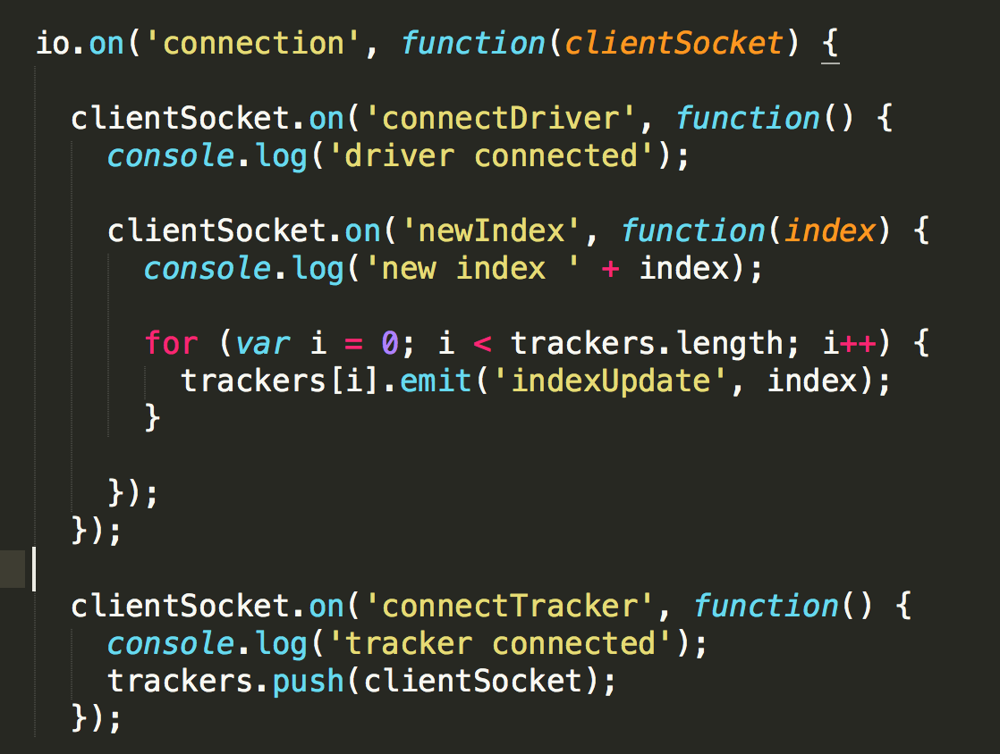 io.on('connection', function(clientSocket) {
clientSocket.on('connectDriver', function() {
console.log('driver connected');
clientSocket.on('newIndex', function(index) {
console.log('new index ' + index);
for (var i = 0; i < trackers.length; i++) {
trackers[i].emit('indexUpdate', index);
}
});
});
clientSocket.on('connectTracker', function() {
console.log('tracker connected');
trackers.push(clientSocket);
});